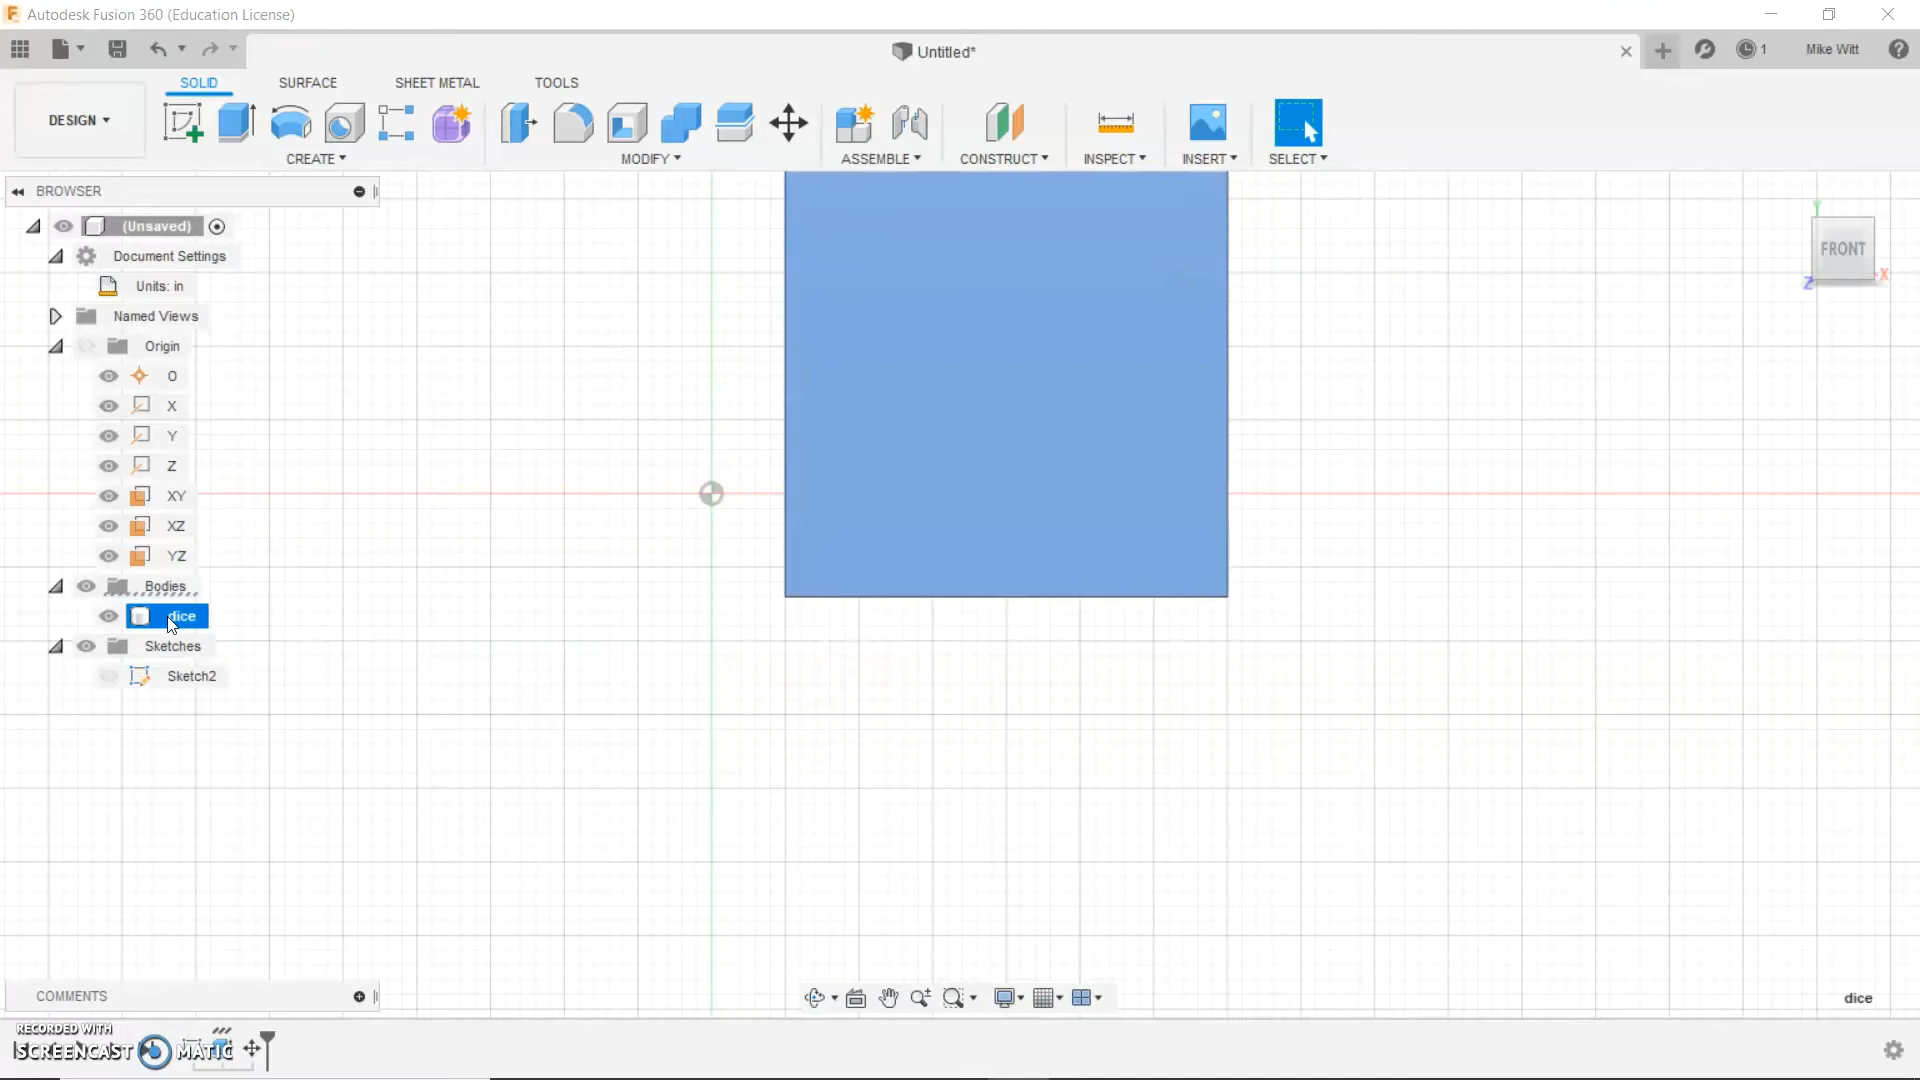 Autodesk Fusion 360 (Education License)
Untitled*
1
Mike Witt
SOLID
SURFACE
SHEET METAL
TOOLS
DESIGN
CREATE
MODIFY
ASSEMBLE
CONSTRUCT
INSPECT
INSERT
SELECT
BROWSER
(Unsaved)
Document Settings
Units: in
Named Views
Origin
O
X
Y
Z
XY
XZ
YZ
Bodies
dice
Sketches
Sketch2
Y
FRONT
X
Z
COMMENTS
dice
RECORDED WITH
SCREENCAST MATIC